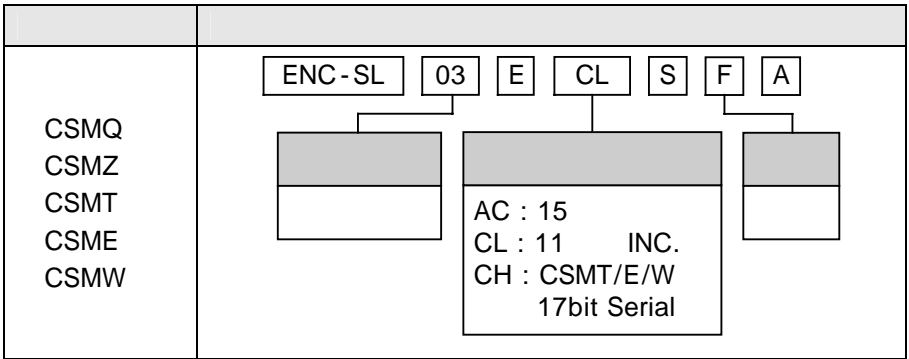 ENC-SL 03 E CL S F A
CSMQ
CSMZ
CSMT
CSME
CSMW
AC : 15
CL : 11 INC.
CH : CSMT/E/W
17bit Serial